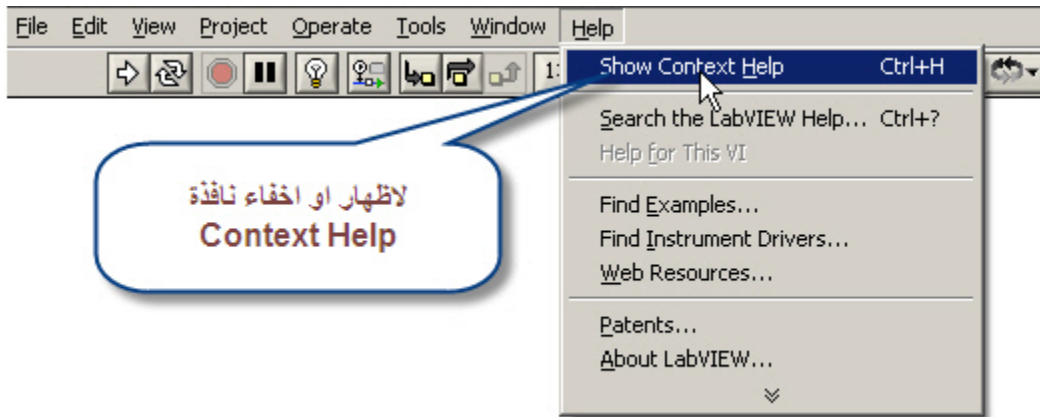 File Edit View Project Operate Tools Window Help
Show Context Help Ctrl+H
Search the LabVIEW Help... Ctrl+?
Help for This VI
Find Examples...
Find Instrument Drivers...
Web Resources...
Patents...
About LabVIEW...
لاظهار او اخفاء نافذة
Context Help